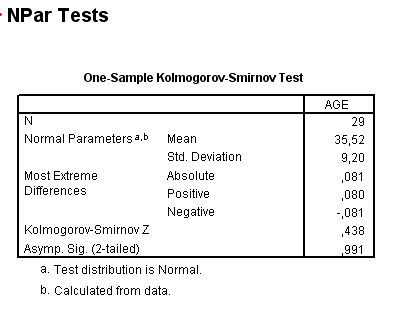 NPar Tests
One-Sample Kolmogorov-Smirnov Test
AGE
N 29
Normal Parameters a,b Mean 35,52
Std. Deviation 9,20
Most Extreme Differences Absolute ,081
Positive ,080
Negative -,081
Kolmogorov-Smirnov Z ,438
Asymp. Sig. (2-tailed) ,991
a. Test distribution is Normal.
b. Calculated from data.